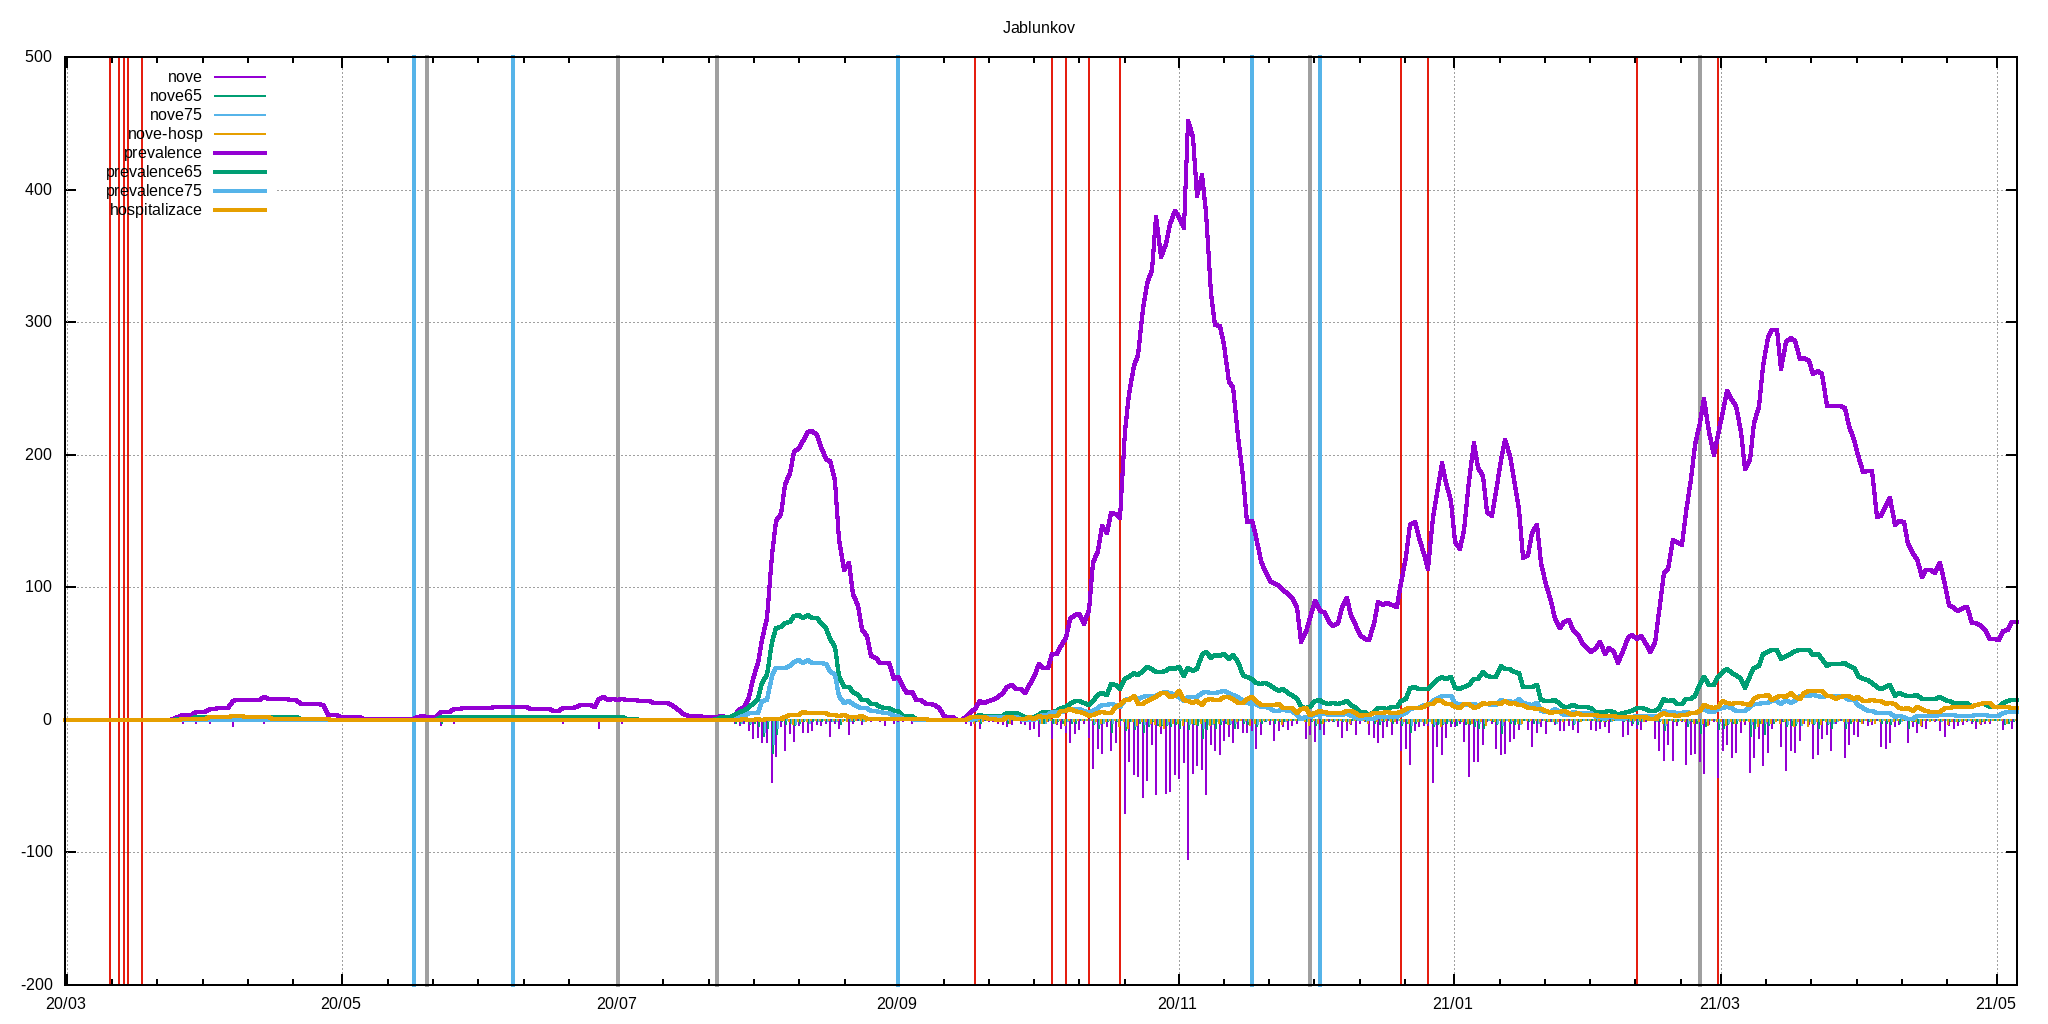 Jablunkov
500
400
300
200
100
0
-100
-200
nove
nove65
nove75
nove-hosp
prevalence
prevalence65
prevalence75
hospitalizace
20/03 20/05 20/07 20/09 20/11 21/01 21/03 21/05